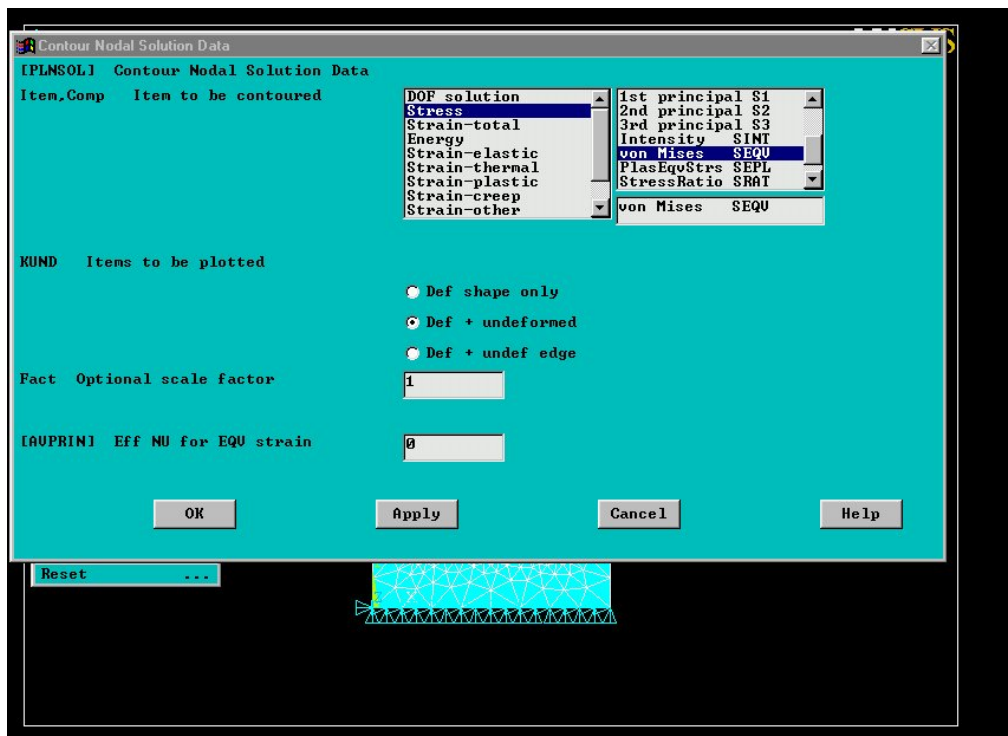 Contour Nodal Solution Data
[PLNSOL] Contour Nodal Solution Data
Item,Comp Item to be contoured
DOF solution
Stress
Strain-total
Energy
Strain-elastic
Strain-thermal
Strain-plastic
Strain-creep
Strain-other
1st principal S1
2nd principal S2
3rd principal S3
Intensity SINT
von Mises SEQV
PlasEqvStrs SEPL
StressRatio SRAT
von Mises SEQV
KUND Items to be plotted
Def shape only
Def + undeformed
Def + undef edge
Fact Optional scale factor
1
[AVPRIN] Eff NU for EQV strain
0
OK Apply Cancel Help
Reset ...